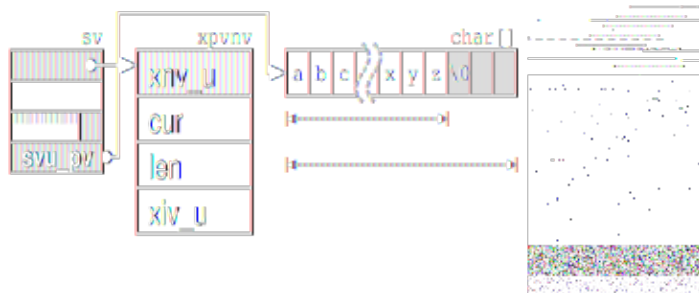 sv
xpvnv
char[]
xnv_u
a b c x y z \0
cur
svu_pv
len
xiv_u